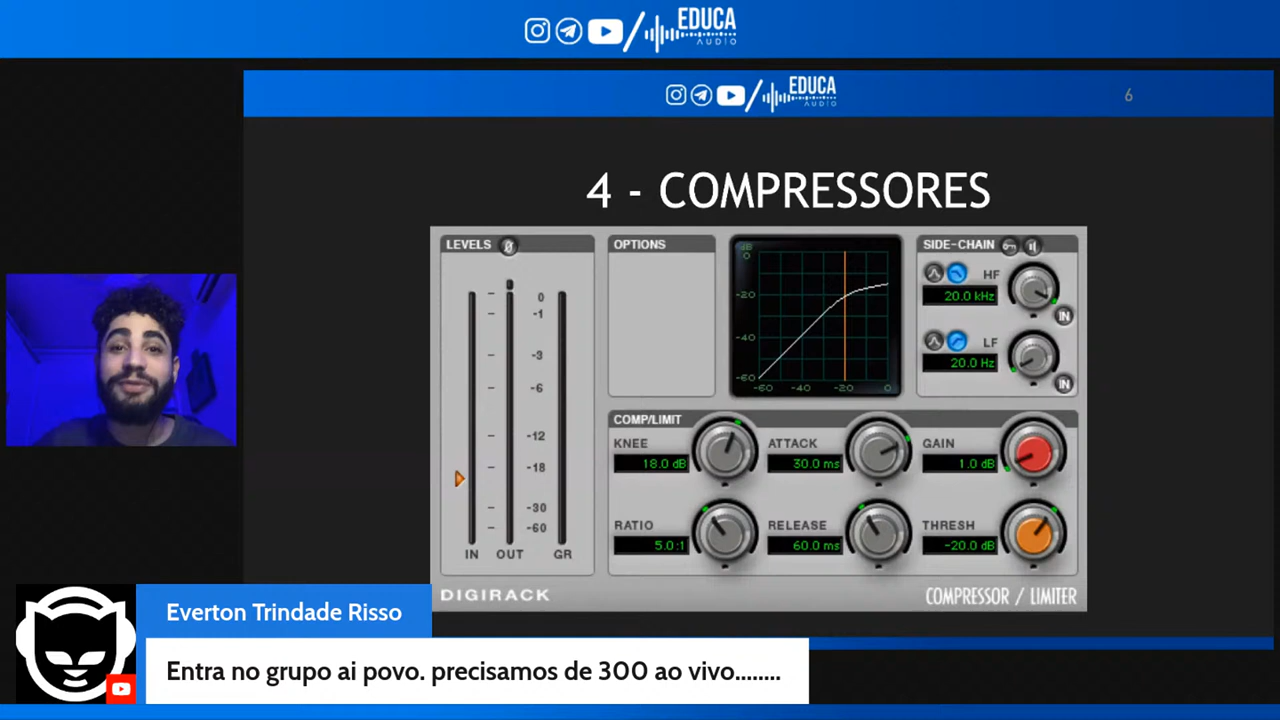 EDUCA
AUDIO
EDUCA
AUDIO
6
4 - COMPRESSORES
LEVELS
OPTIONS
SIDE-CHAIN
0
-1
-3
-6
-12
-18
-30
-60
IN OUT GR
dB
0
-20
-40
-60
-60 -40 -20 0
HF
20.0 kHz
IN
LF
20.0 Hz
IN
COMP/LIMIT
KNEE
18.0 dB
ATTACK
30.0 ms
GAIN
1.0 dB
RATIO
5.0:1
RELEASE
60.0 ms
THRESH
-20.0 dB
DIGIRACK
COMPRESSOR / LIMITER
Everton Trindade Risso
Entra no grupo ai povo. precisamos de 300 ao vivo........